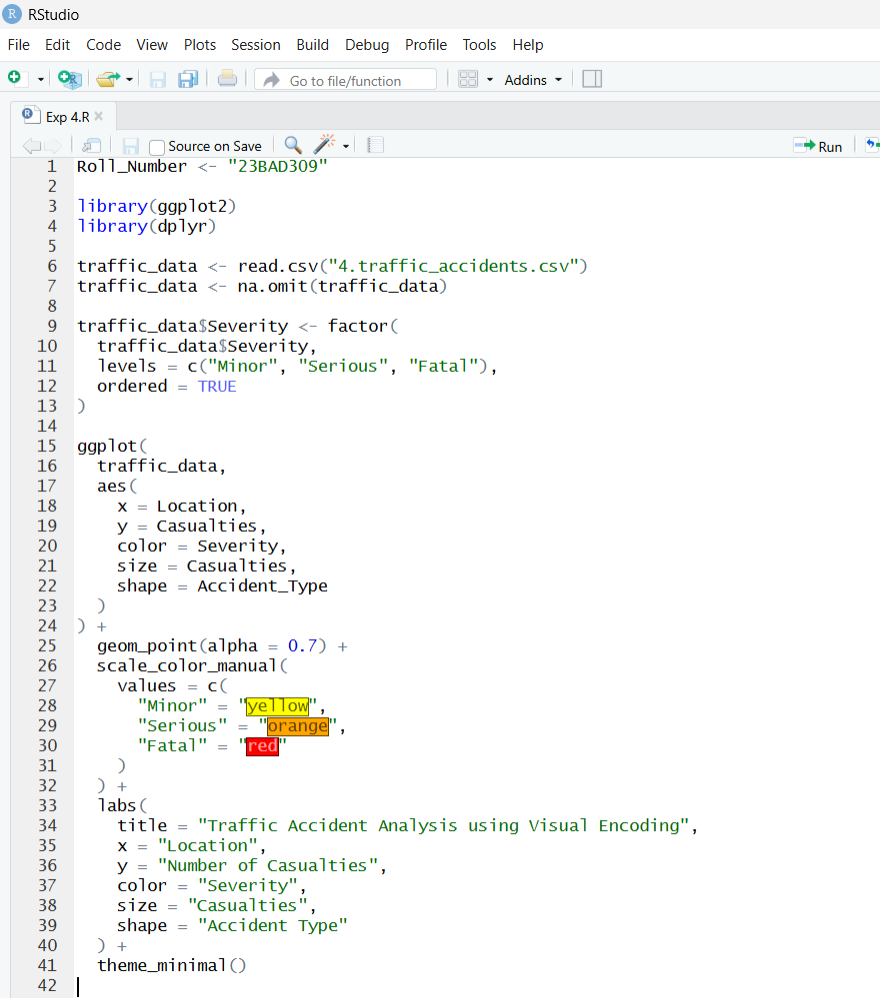 RStudio
File Edit Code View Plots Session Build Debug Profile Tools Help
Go to file/function Addins
Exp 4.R
Source on Save Run
1 Roll_Number <- "23BAD309"
2
3 library(ggplot2)
4 library(dplyr)
5
6 traffic_data <- read.csv("4.traffic_accidents.csv")
7 traffic_data <- na.omit(traffic_data)
8
9 traffic_data$Severity <- factor(
10   traffic_data$Severity,
11   levels = c("Minor", "Serious", "Fatal"),
12   ordered = TRUE
13 )
14
15 ggplot(
16   traffic_data,
17   aes(
18     x = Location,
19     y = Casualties,
20     color = Severity,
21     size = Casualties,
22     shape = Accident_Type
23   )
24 ) +
25   geom_point(alpha = 0.7) +
26   scale_color_manual(
27     values = c(
28       "Minor" = "yellow",
29       "Serious" = "orange",
30       "Fatal" = "red"
31     )
32   ) +
33   labs(
34     title = "Traffic Accident Analysis using Visual Encoding",
35     x = "Location",
36     y = "Number of Casualties",
37     color = "Severity",
38     size = "Casualties",
39     shape = "Accident Type"
40   ) +
41   theme_minimal()
42